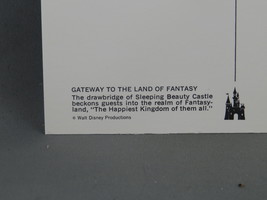 GATEWAY TO THE LAND OF FANTASY
The drawbridge of Sleeping Beauty Castle
beckons guests into the realm of Fantasy-
land, "The Happiest Kingdom of them all."
© Walt Disney Productions